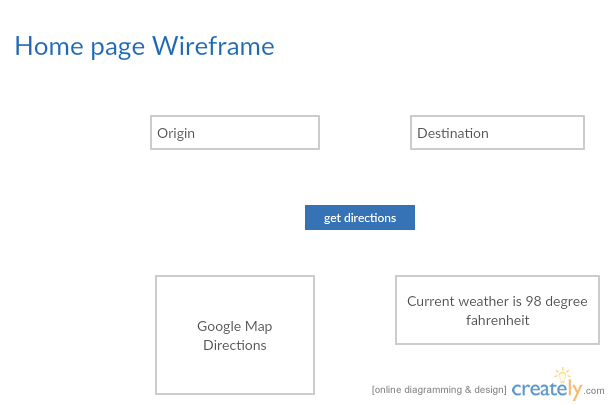 Home page Wireframe
Origin
Destination
get directions
Google Map
Directions
Current weather is 98 degree
fahrenheit
[online diagramming & design] creately.com